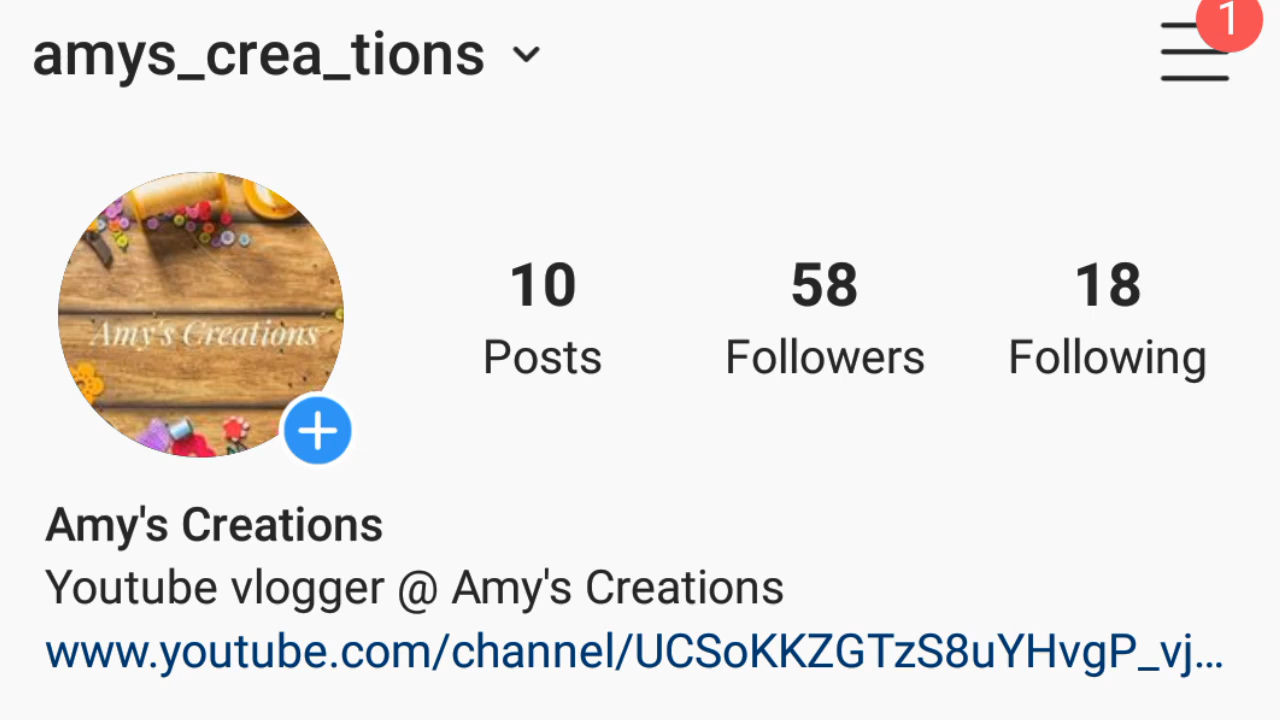 amys_crea_tions
1
Amy's Creations
10 58 18
Posts Followers Following
Amy's Creations
Youtube vlogger @ Amy's Creations
www.youtube.com/channel/UCSoKKZGTzS8uYHvgP_vj...